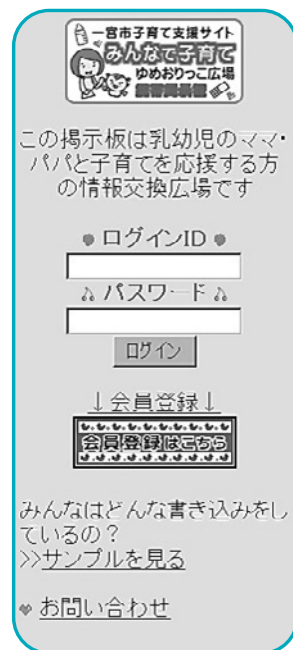 一宮市子育て支援サイト
みんなで子育て
ゆめおりっこ広場
この掲示板は乳幼児のママ・
パパと子育てを応援する方
の情報交換広場です
ログインID
パスワード
ログイン
↓会員登録↓
会員登録はこちら
みんなはどんな書き込みをし
ているの？
>>サンプルを見る
お問い合わせ